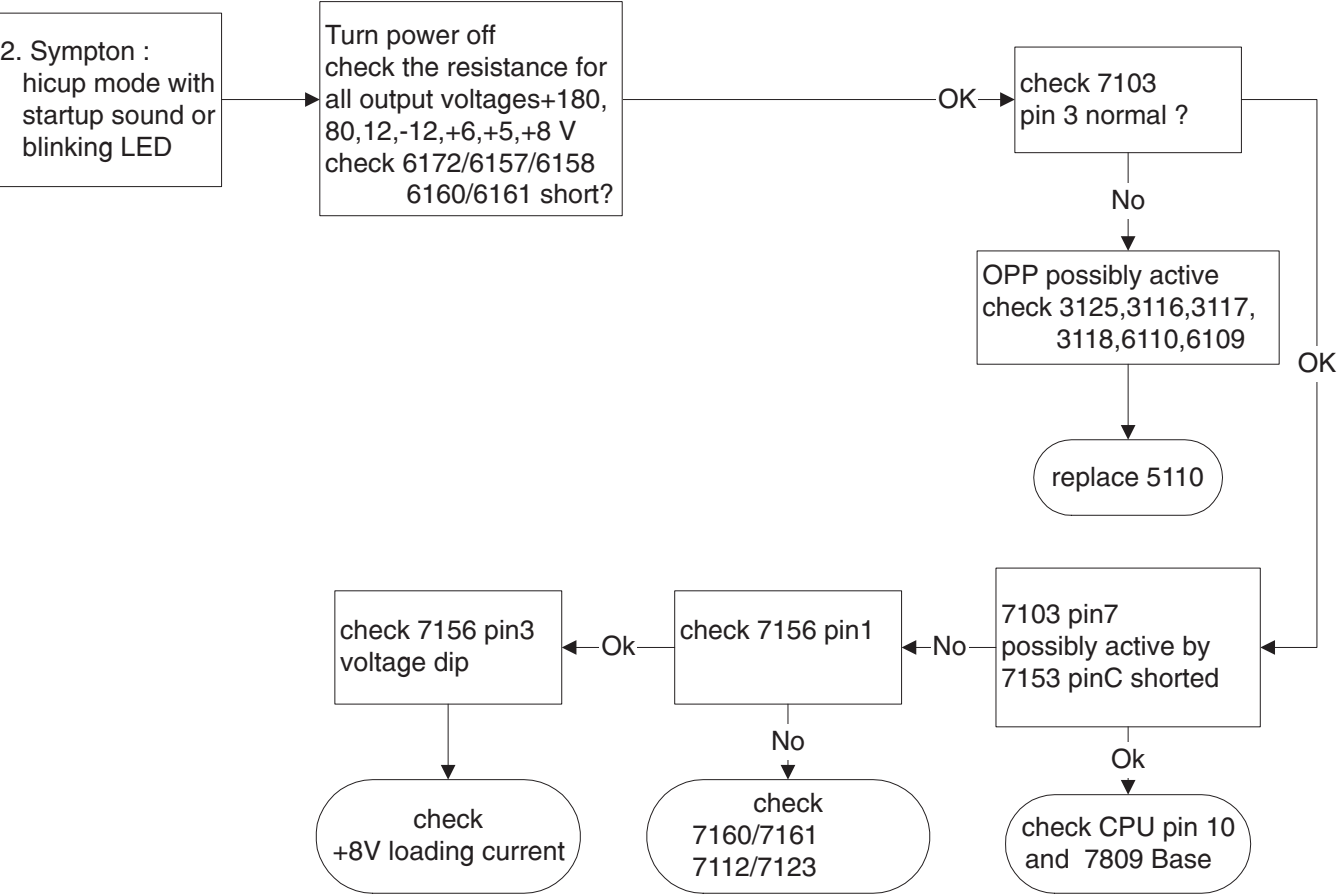 2. Sympton :
hicup mode with
startup sound or
blinking LED
Turn power off
check the resistance for
all output voltages+180,
80,12,-12,+6,+5,+8 V
check 6172/6157/6158
6160/6161 short?
OK
check 7103
pin 3 normal ?
No
OPP possibly active
check 3125,3116,3117,
3118,6110,6109
replace 5110
OK
7103 pin7
possibly active by
7153 pinC shorted
No
check 7156 pin1
Ok
check 7156 pin3
voltage dip
check
+8V loading current
No
check
7160/7161
7112/7123
Ok
check CPU pin 10
and 7809 Base